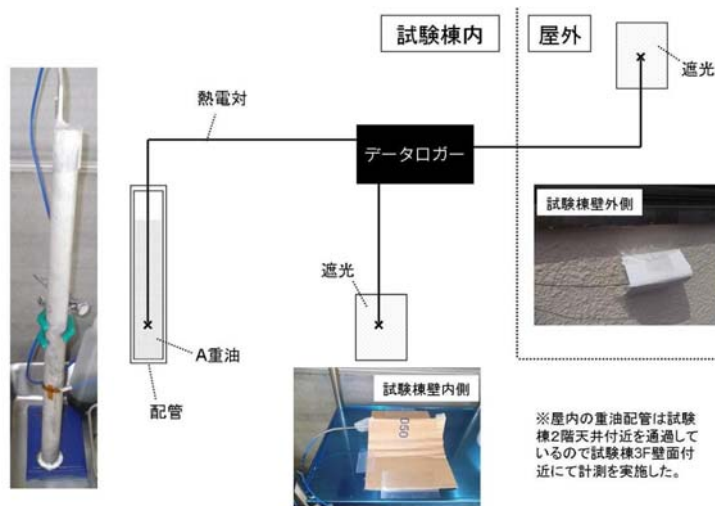 試験棟内
屋外
遮光
熱電対
データロガー
試験棟壁外側
遮光
A重油
配管
試験棟壁内側
050
※屋内の重油配管は試験
棟2階天井付近を通過して
いるので試験棟3F壁面付
近にて計測を実施した。